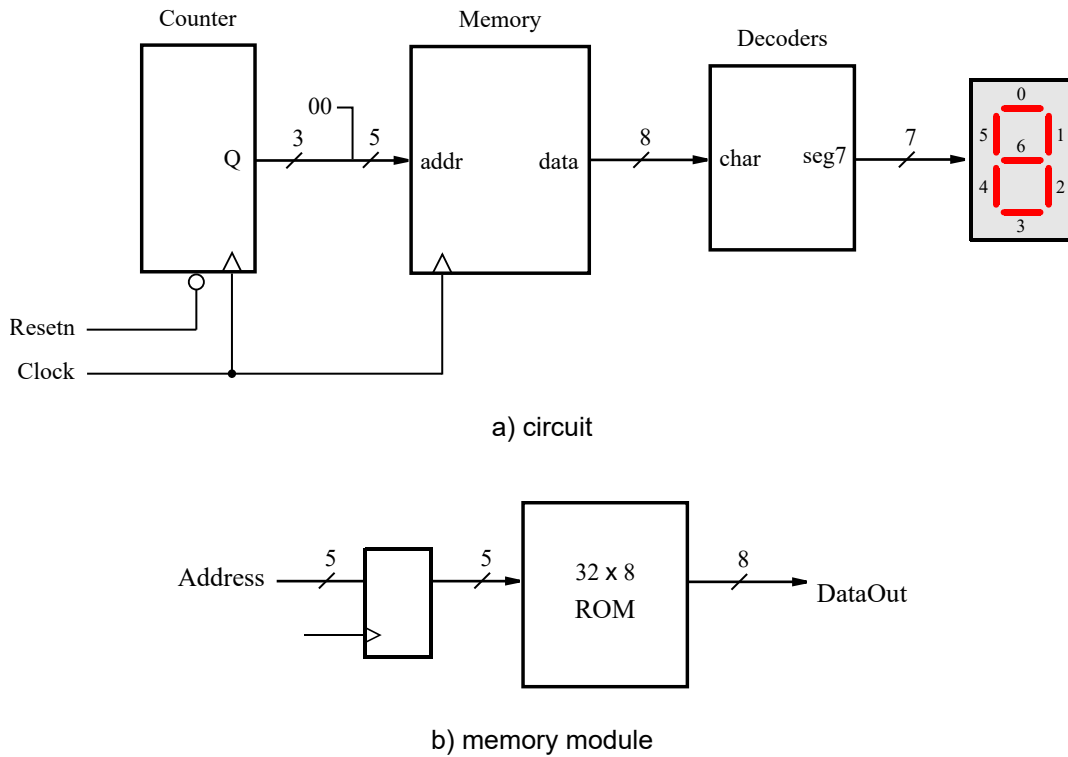 Counter
Memory
Decoders
00
3
5
8
7
Q
addr
data
char
seg7
0
5
1
6
4
2
3
Resetn
Clock
a) circuit
5
5
8
Address
32 x 8
ROM
DataOut
b) memory module